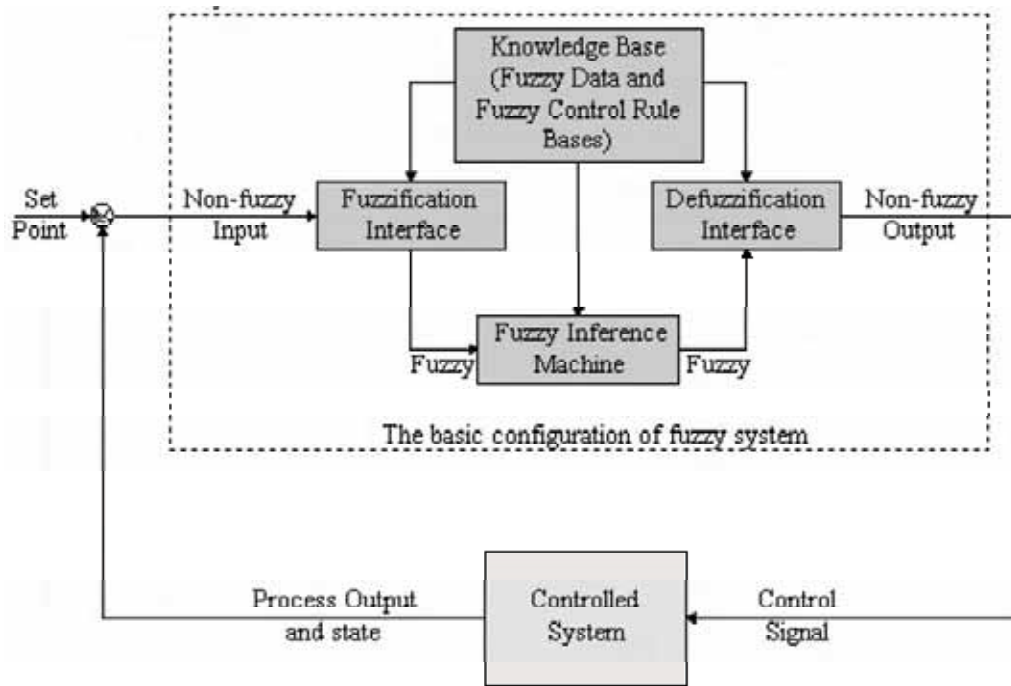 Knowledge Base
(Fuzzy Data and
Fuzzy Control Rule
Bases)
Set
Point
Non-fuzzy
Input
Fuzzification
Interface
Defuzzification
Interface
Non-fuzzy
Output
Fuzzy
Fuzzy Inference
Machine
Fuzzy
The basic configuration of fuzzy system
Process Output
and state
Controlled
System
Control
Signal